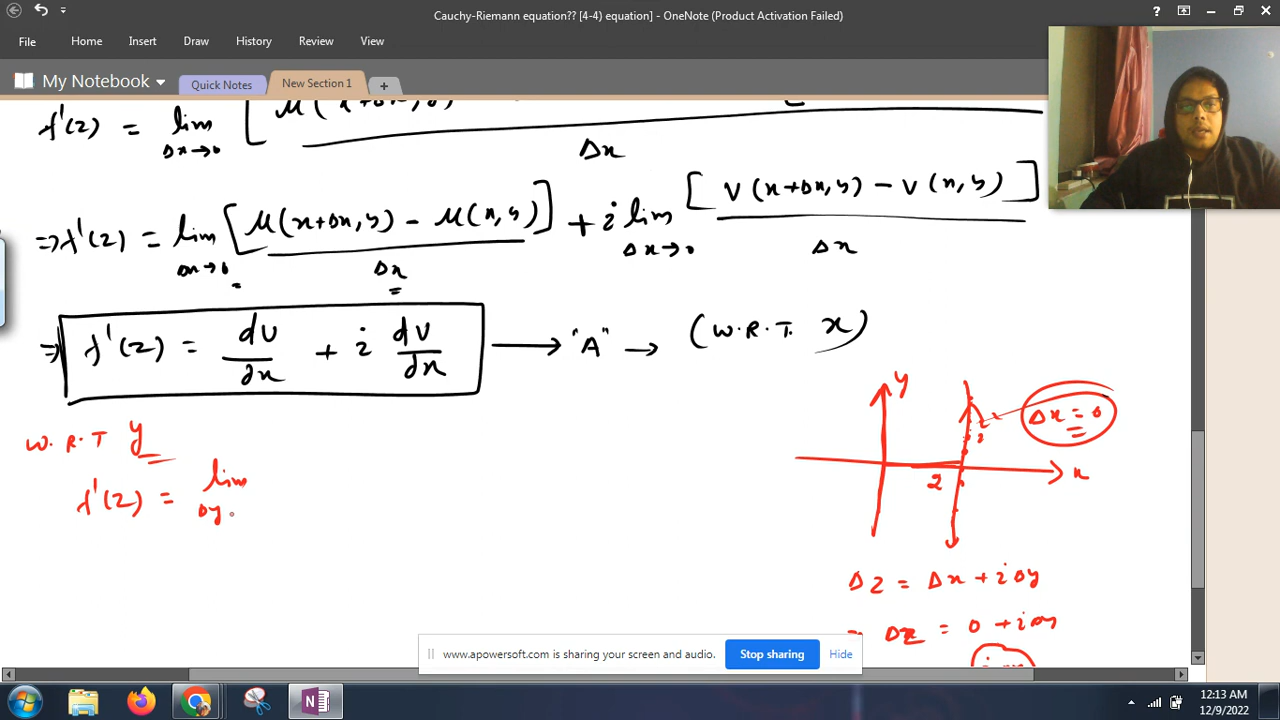 Cauchy-Riemann equation?? [4-4) equation] - OneNote (Product Activation Failed)
File Home Insert Draw History Review View
My Notebook Quick Notes New Section 1 +
f'(z) = lim Δx→0 [
Δx
⇒ f'(z) = lim Δx→0 [u(x+Δx, y) - u(x, y)] / Δx + i lim Δx→0 [v(x+Δx, y) - v(x, y)] / Δx
⇒ f'(z) = du/dx + i dv/dx → "A" → (W.R.T. x)
W.R.T y
f'(z) = lim Δy
y
Δx = 0
2
x
Δz = Δx + iΔy
⇒ Δz = 0 + iΔy
www.apowersoft.com is sharing your screen and audio. Stop sharing Hide
12:13 AM
12/9/2022